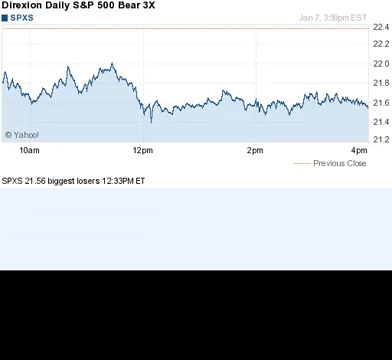 Direxion Daily S&P 500 Bear 3X
SPXS Jan 7, 3:59pm EST
22.4
22.2
22.0
21.8
21.6
21.4
21.2
© Yahoo!
10am 12pm 2pm 4pm
Previous Close
SPXS 21.56 biggest losers 12:33PM ET